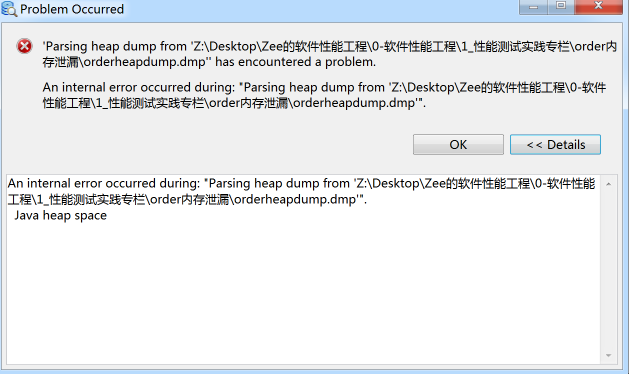 Problem Occurred
'Parsing heap dump from 'Z:\Desktop\Zee的软件性能工程\0-软件性能工程\1_性能测试实践专栏\order内
存泄漏\orderheapdump.dmp'' has encountered a problem.
An internal error occurred during: "Parsing heap dump from 'Z:\Desktop\Zee的软件性能工程\0-软件
性能工程\1_性能测试实践专栏\order内存泄漏\orderheapdump.dmp'".
OK
<< Details
An internal error occurred during: "Parsing heap dump from 'Z:\Desktop\Zee的软件性能工程\0-软件性能
工程\1_性能测试实践专栏\order内存泄漏\orderheapdump.dmp'".
Java heap space